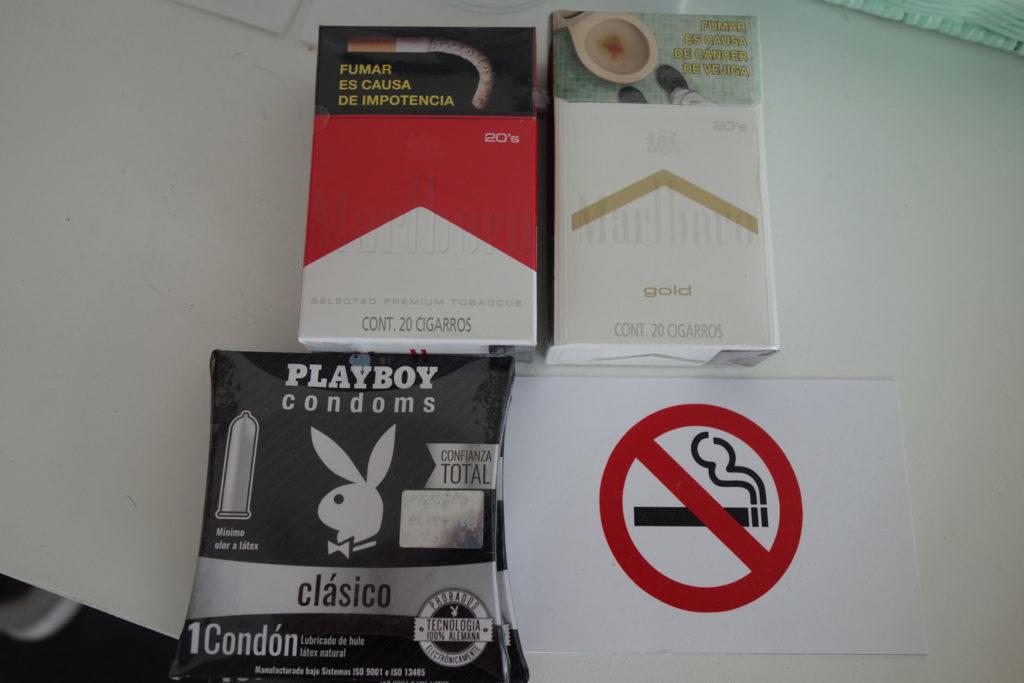 FUMAR
ES CAUSA
DE IMPOTENCIA
20's
Marlboro
SELECTED PREMIUM TOBACCOS
CONT. 20 CIGARROS
FUMAR
ES CAUSA
DE CÁNCER
DE VEJIGA
20's
Marlboro
gold
CONT. 20 CIGARROS
PLAYBOY
condoms
CONFIANZA
TOTAL
Mínimo
olor a látex
clásico
1Condón
Lubricado de hule
látex natural
PROBADOS
TECNOLOGIA
100% ALEMANA
ELECTRÓNICAMENTE
Manufacturado bajo Sistemas ISO 9001 e ISO 13485